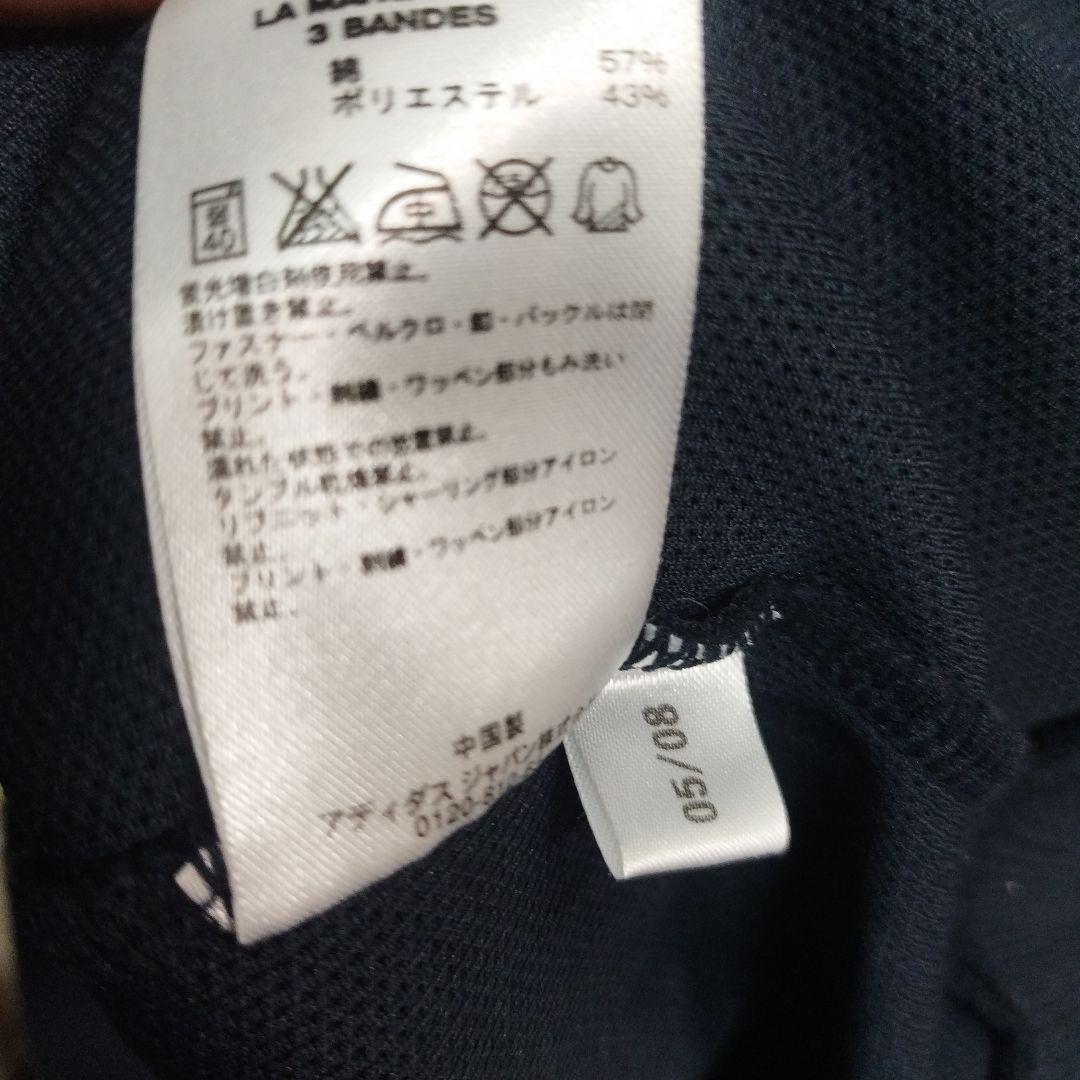 LA MAR
3 BANDES
綿 57%
ポリエステル 43%
弱
40
中
蛍光増白剤使用禁止。
漬け置き禁止。
ファスナー・ベルクロ・釦・バックルは閉
じて洗う。
プリント・刺繍・ワッペン部分もみ洗い
禁止。
濡れた状態での放置禁止。
タンブル乾燥禁止。
リブニット・シャーリング部分アイロン
禁止。
プリント・刺繍・ワッペン部分アイロン
禁止。
中国製
アディダス ジャパン株式
0120-81
05/08